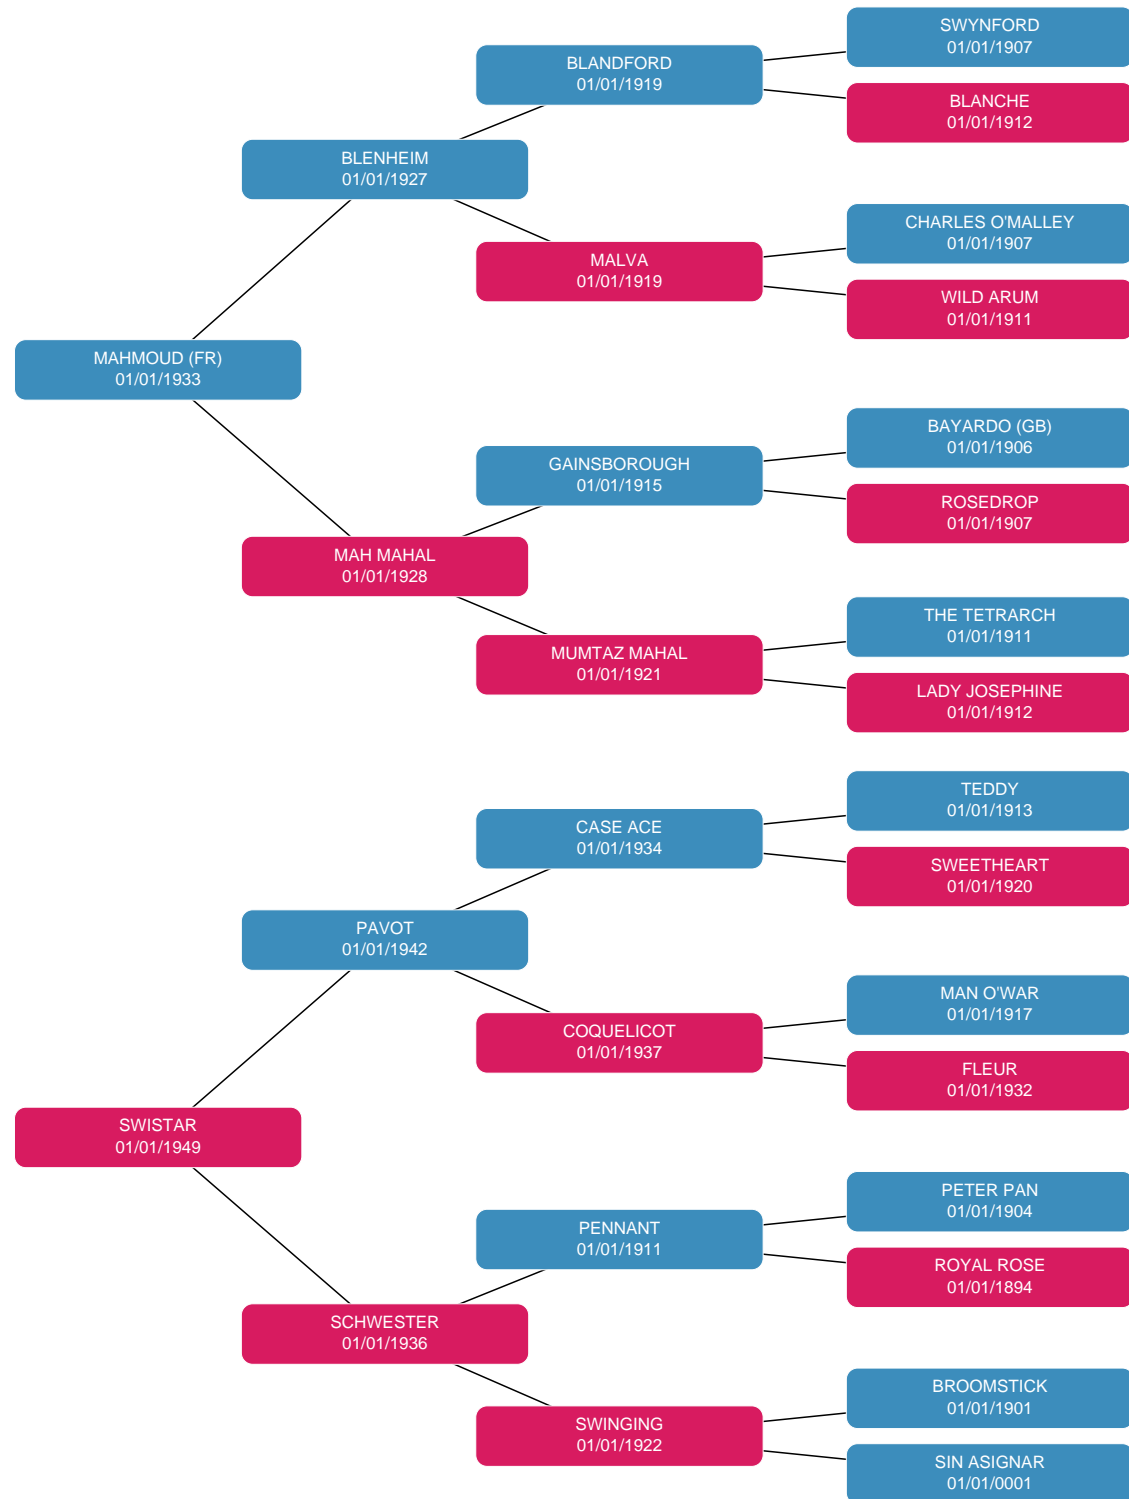 SWYNFORD
01/01/1907
BLANDFORD
01/01/1919
BLANCHE
01/01/1912
BLENHEIM
01/01/1927
CHARLES O'MALLEY
01/01/1907
MALVA
01/01/1919
WILD ARUM
01/01/1911
MAHMOUD (FR)
01/01/1933
BAYARDO (GB)
01/01/1906
GAINSBOROUGH
01/01/1915
ROSEDROP
01/01/1907
MAH MAHAL
01/01/1928
THE TETRARCH
01/01/1911
MUMTAZ MAHAL
01/01/1921
LADY JOSEPHINE
01/01/1912
TEDDY
01/01/1913
CASE ACE
01/01/1934
SWEETHEART
01/01/1920
PAVOT
01/01/1942
MAN O'WAR
01/01/1917
COQUELICOT
01/01/1937
FLEUR
01/01/1932
SWISTAR
01/01/1949
PETER PAN
01/01/1904
PENNANT
01/01/1911
ROYAL ROSE
01/01/1894
SCHWESTER
01/01/1936
BROOMSTICK
01/01/1901
SWINGING
01/01/1922
SIN ASIGNAR
01/01/0001